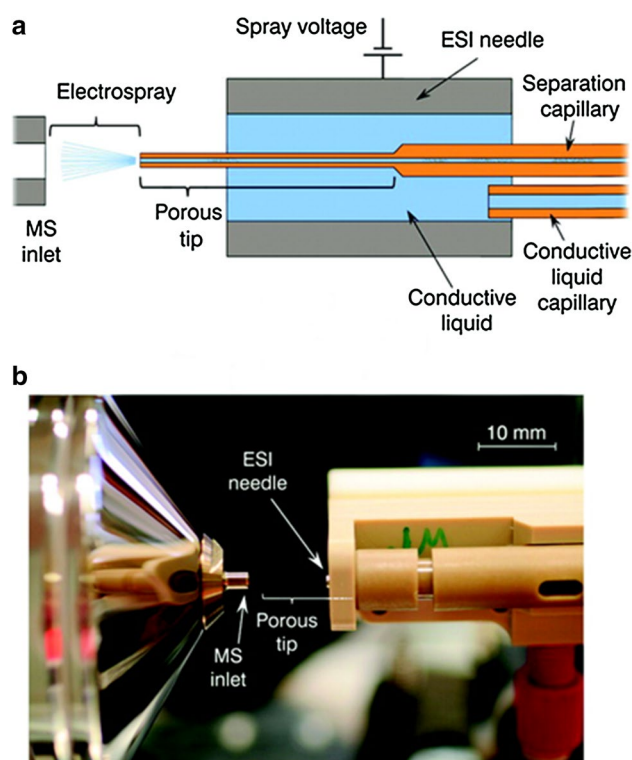 a
Spray voltage
ESI needle
Electrospray
Separation
capillary
Porous
tip
MS
inlet
Conductive
liquid
Conductive
liquid
capillary
b
10 mm
ESI
needle
Porous
tip
MS
inlet